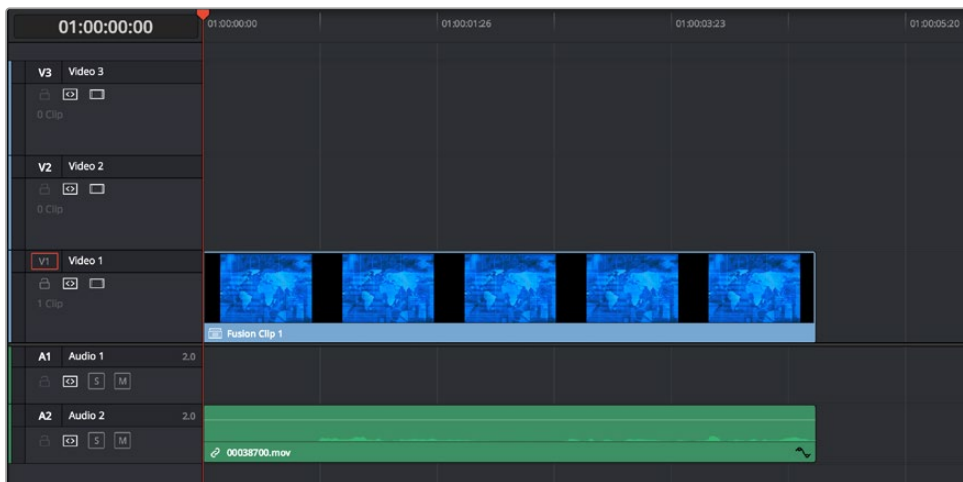 01:00:00:00
01:00:00:00 01:00:01:26 01:00:03:23 01:00:05:20
V3 Video 3
0 Clip
V2 Video 2
0 Clip
V1 Video 1
1 Clip
Fusion Clip 1
A1 Audio 1 2.0
S M
A2 Audio 2 2.0
S M
00038700.mov